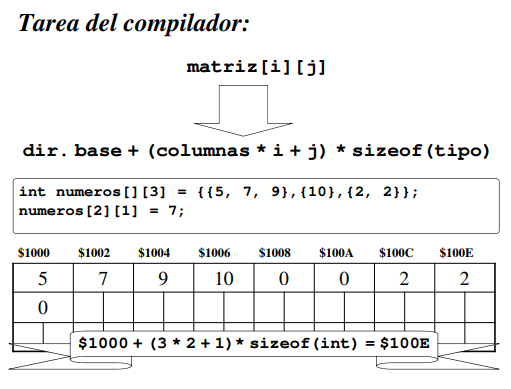 Tarea del compilador:
matriz[i][j]
dir. base + (columnas * i + j) * sizeof(tipo)
int numeros[][3] = {{5, 7, 9},{10},{2, 2}};
numeros[2][1] = 7;
$1000 $1002 $1004 $1006 $1008 $100A $100C $100E
5 7 9 10 0 0 2 2
0
$1000 + (3 * 2 + 1)* sizeof(int) = $100E